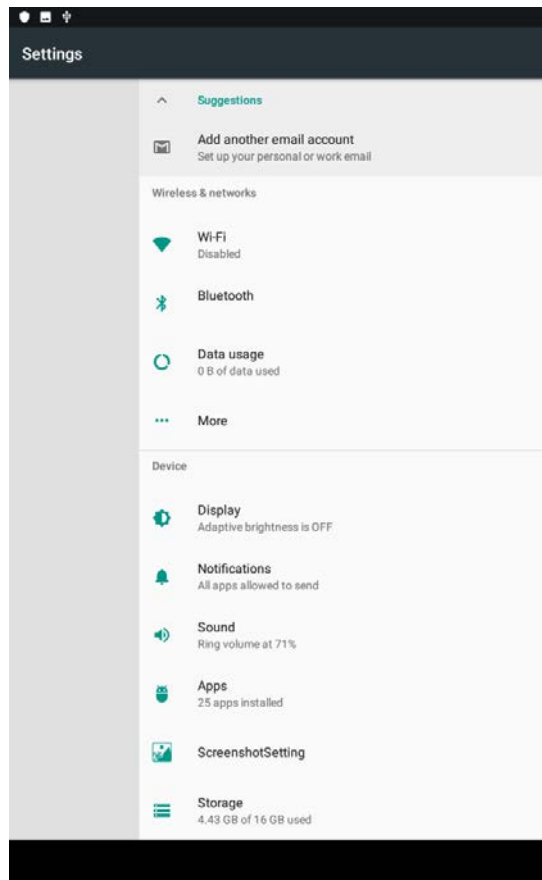 Settings
Suggestions
Add another email account
Set up your personal or work email
Wireless & networks
Wi-Fi
Disabled
Bluetooth
Data usage
0 B of data used
More
Device
Display
Adaptive brightness is OFF
Notifications
All apps allowed to send
Sound
Ring volume at 71%
Apps
25 apps installed
ScreenshotSetting
Storage
4.43 GB of 16 GB used